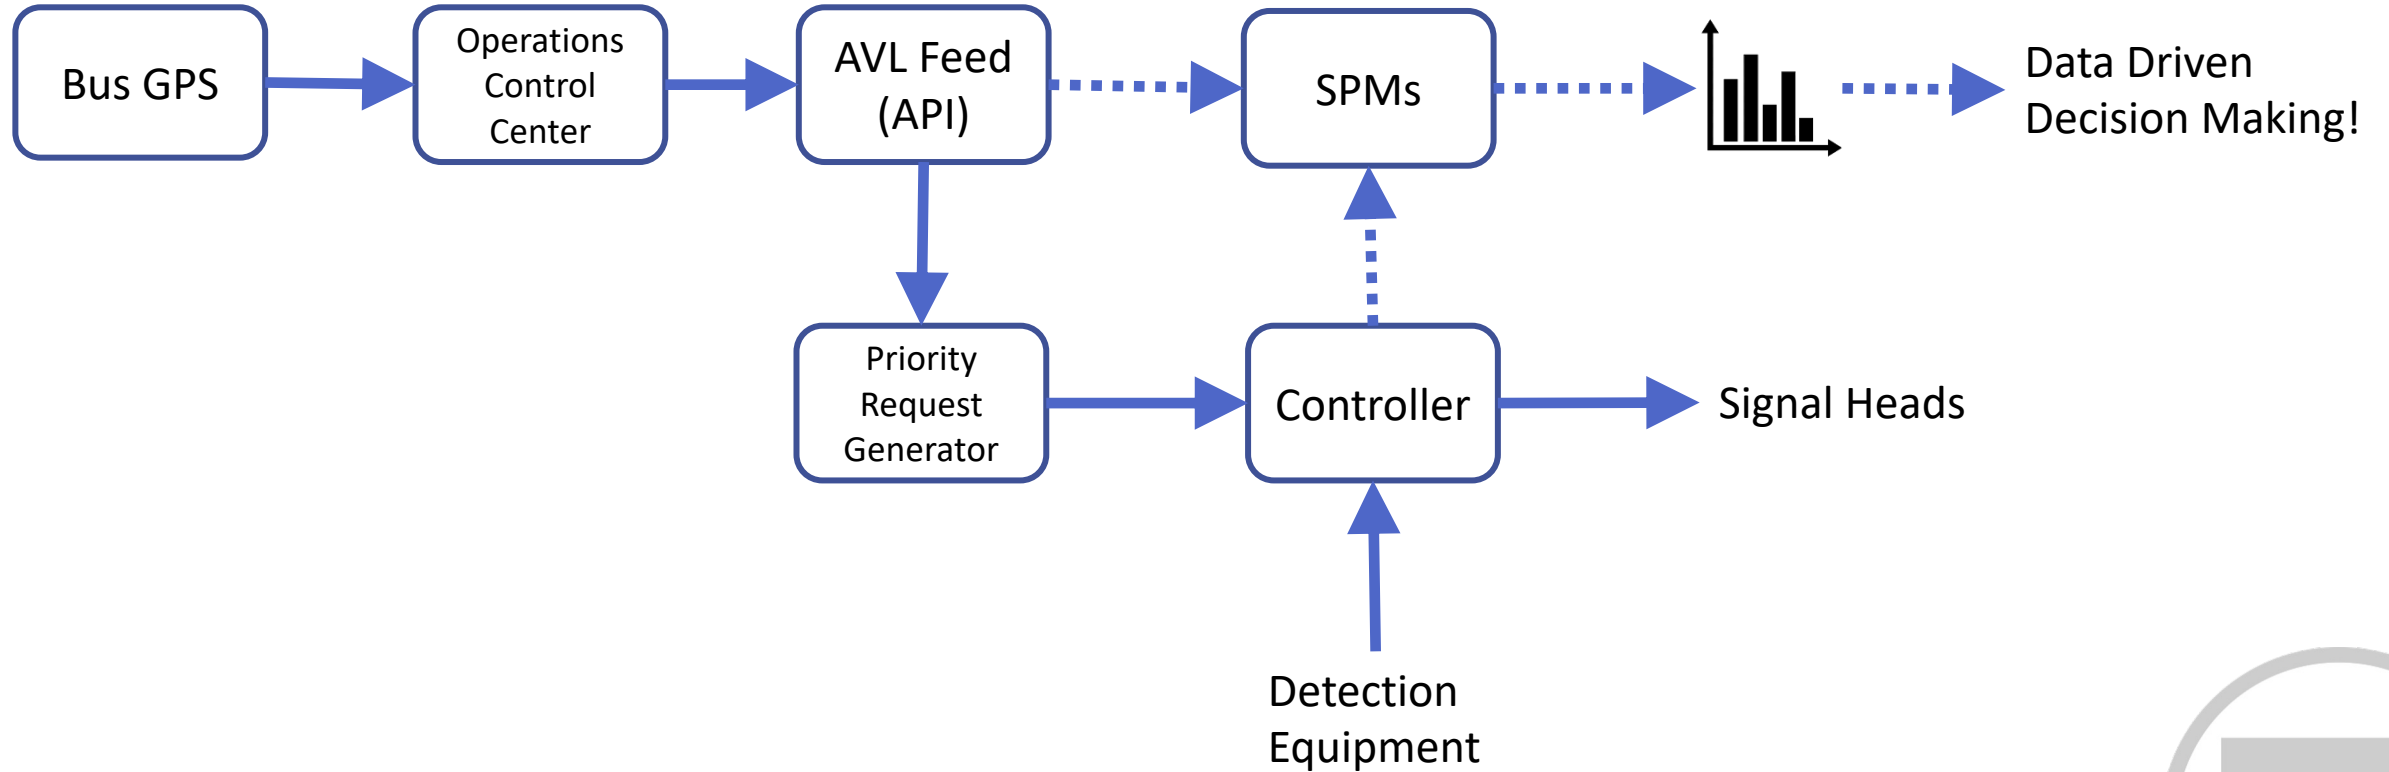 Bus GPS
Operations
Control
Center
AVL Feed
(API)
SPMs
Data Driven
Decision Making!
Priority
Request
Generator
Controller
Signal Heads
Detection
Equipment